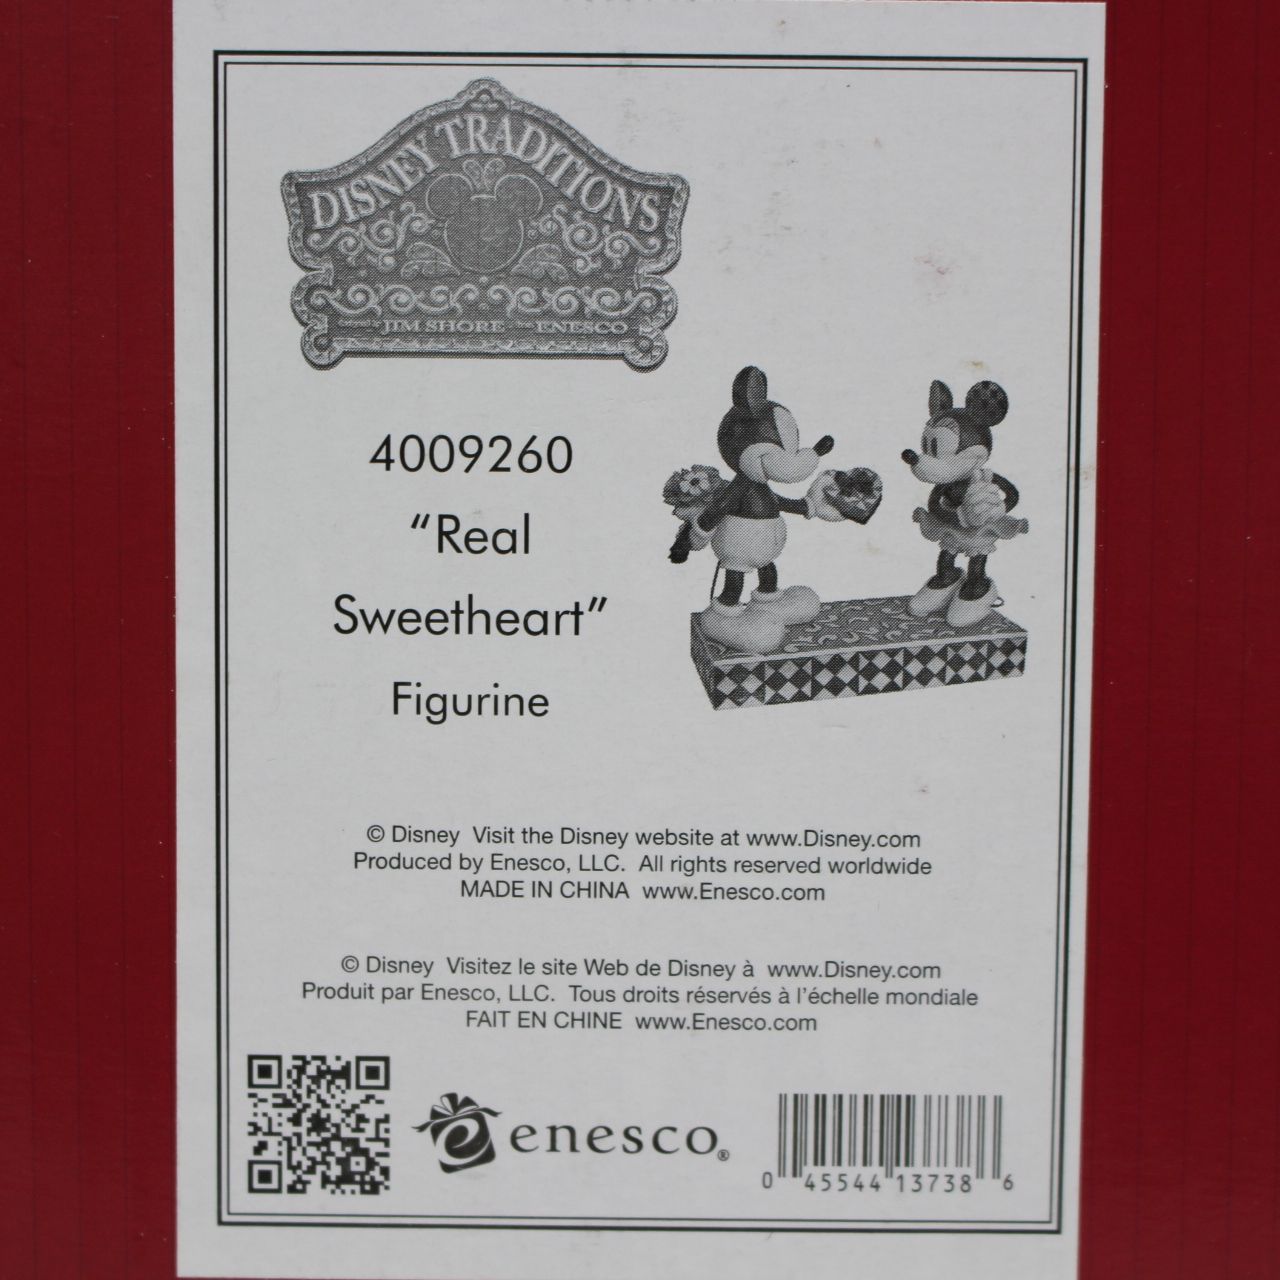 DISNEY TRADITIONS
JIM SHORE ENESCO
4009260
“Real
Sweetheart”
Figurine
© Disney Visit the Disney website at www.Disney.com
Produced by Enesco, LLC. All rights reserved worldwide
MADE IN CHINA www.Enesco.com
© Disney Visitez le site Web de Disney à www.Disney.com
Produit par Enesco, LLC. Tous droits réservés à l’échelle mondiale
FAIT EN CHINE www.Enesco.com
enesco®
0 45544 13738 6